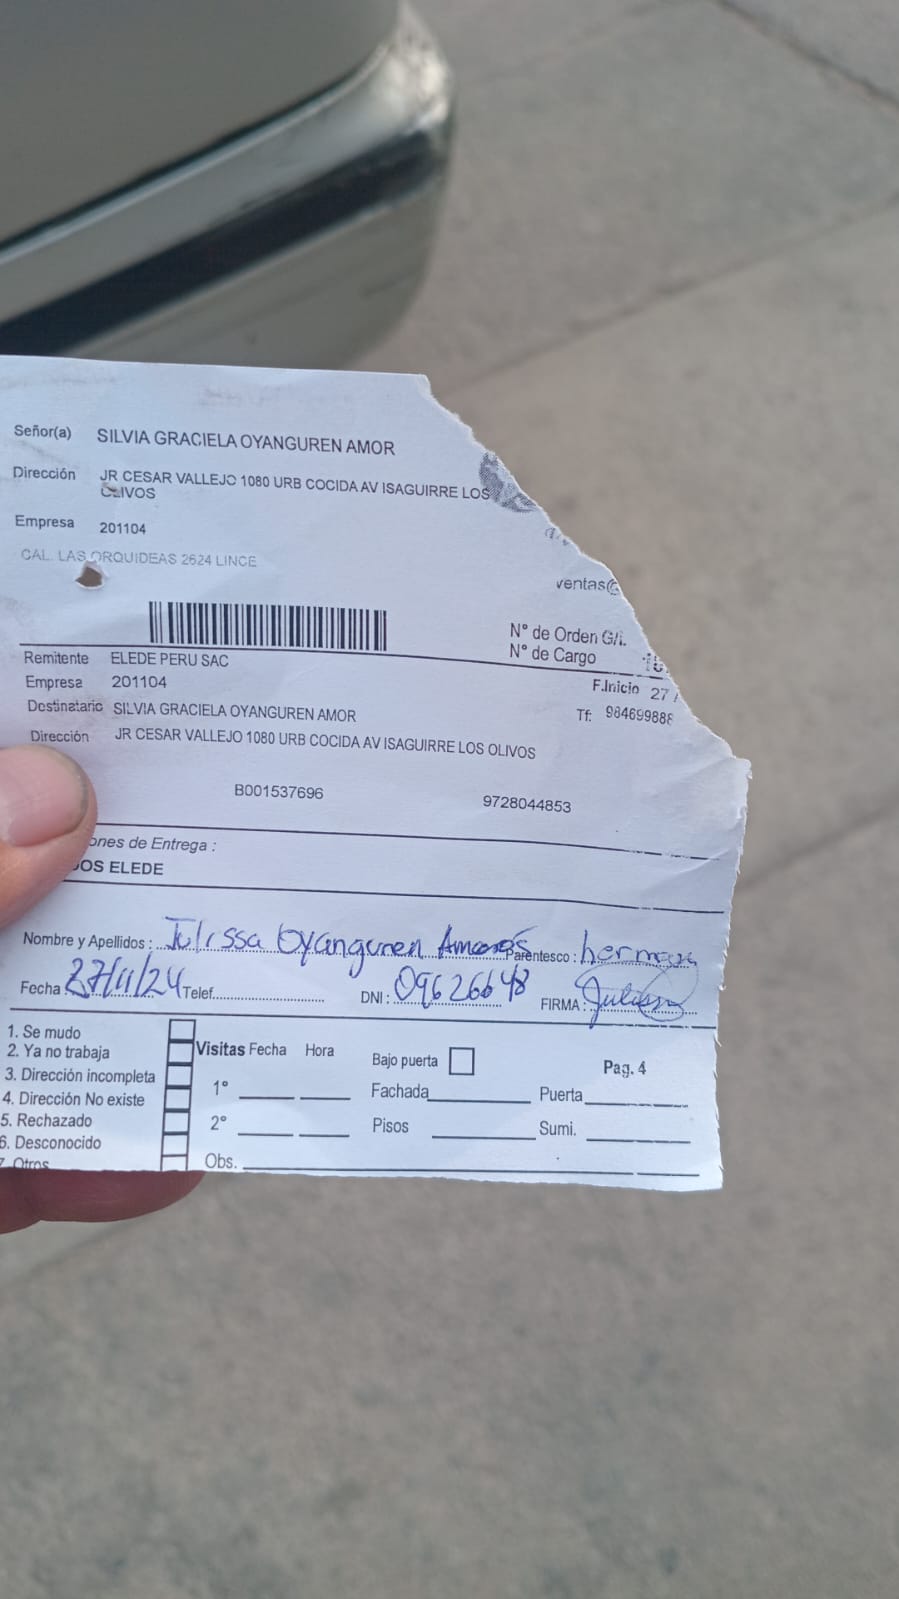 Señor(a) SILVIA GRACIELA OYANGUREN AMOR
Dirección JR CESAR VALLEJO 1080 URB COCIDA AV ISAGUIRRE LOS
OLIVOS
Empresa 201104
CAL. LAS ORQUIDEAS 2624 LINCE
ventas@
N° de Orden G/i.
N° de Cargo
Remitente ELEDE PERU SAC
F.Inicio 27 /
Empresa 201104
Tf: 984699888
Destinatario SILVIA GRACIELA OYANGUREN AMOR
Dirección JR CESAR VALLEJO 1080 URB COCIDA AV ISAGUIRRE LOS OLIVOS
B001537696 9728044853
ones de Entrega :
OS ELEDE
Nombre y Apellidos : Julissa Oyanguren Amores Parentesco : hermana
Fecha 27/11/24 Telef. DNI : 09626648 FIRMA :
1. Se mudo
2. Ya no trabaja
3. Dirección incompleta
4. Dirección No existe
5. Rechazado
6. Desconocido
7. Otros
Visitas Fecha Hora Bajo puerta Pag. 4
1° Fachada Puerta
2° Pisos Sumi.
Obs.